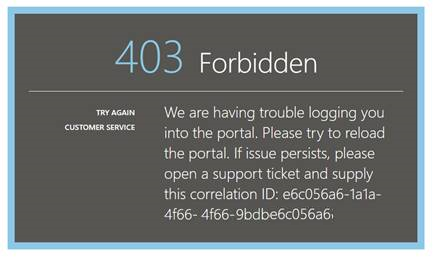 403 Forbidden
TRY AGAIN
CUSTOMER SERVICE
We are having trouble logging you
into the portal. Please try to reload
the portal. If issue persists, please
open a support ticket and supply
this correlation ID: e6c056a6-1a1a-
4f66- 4f66-9bdbe6c056a6